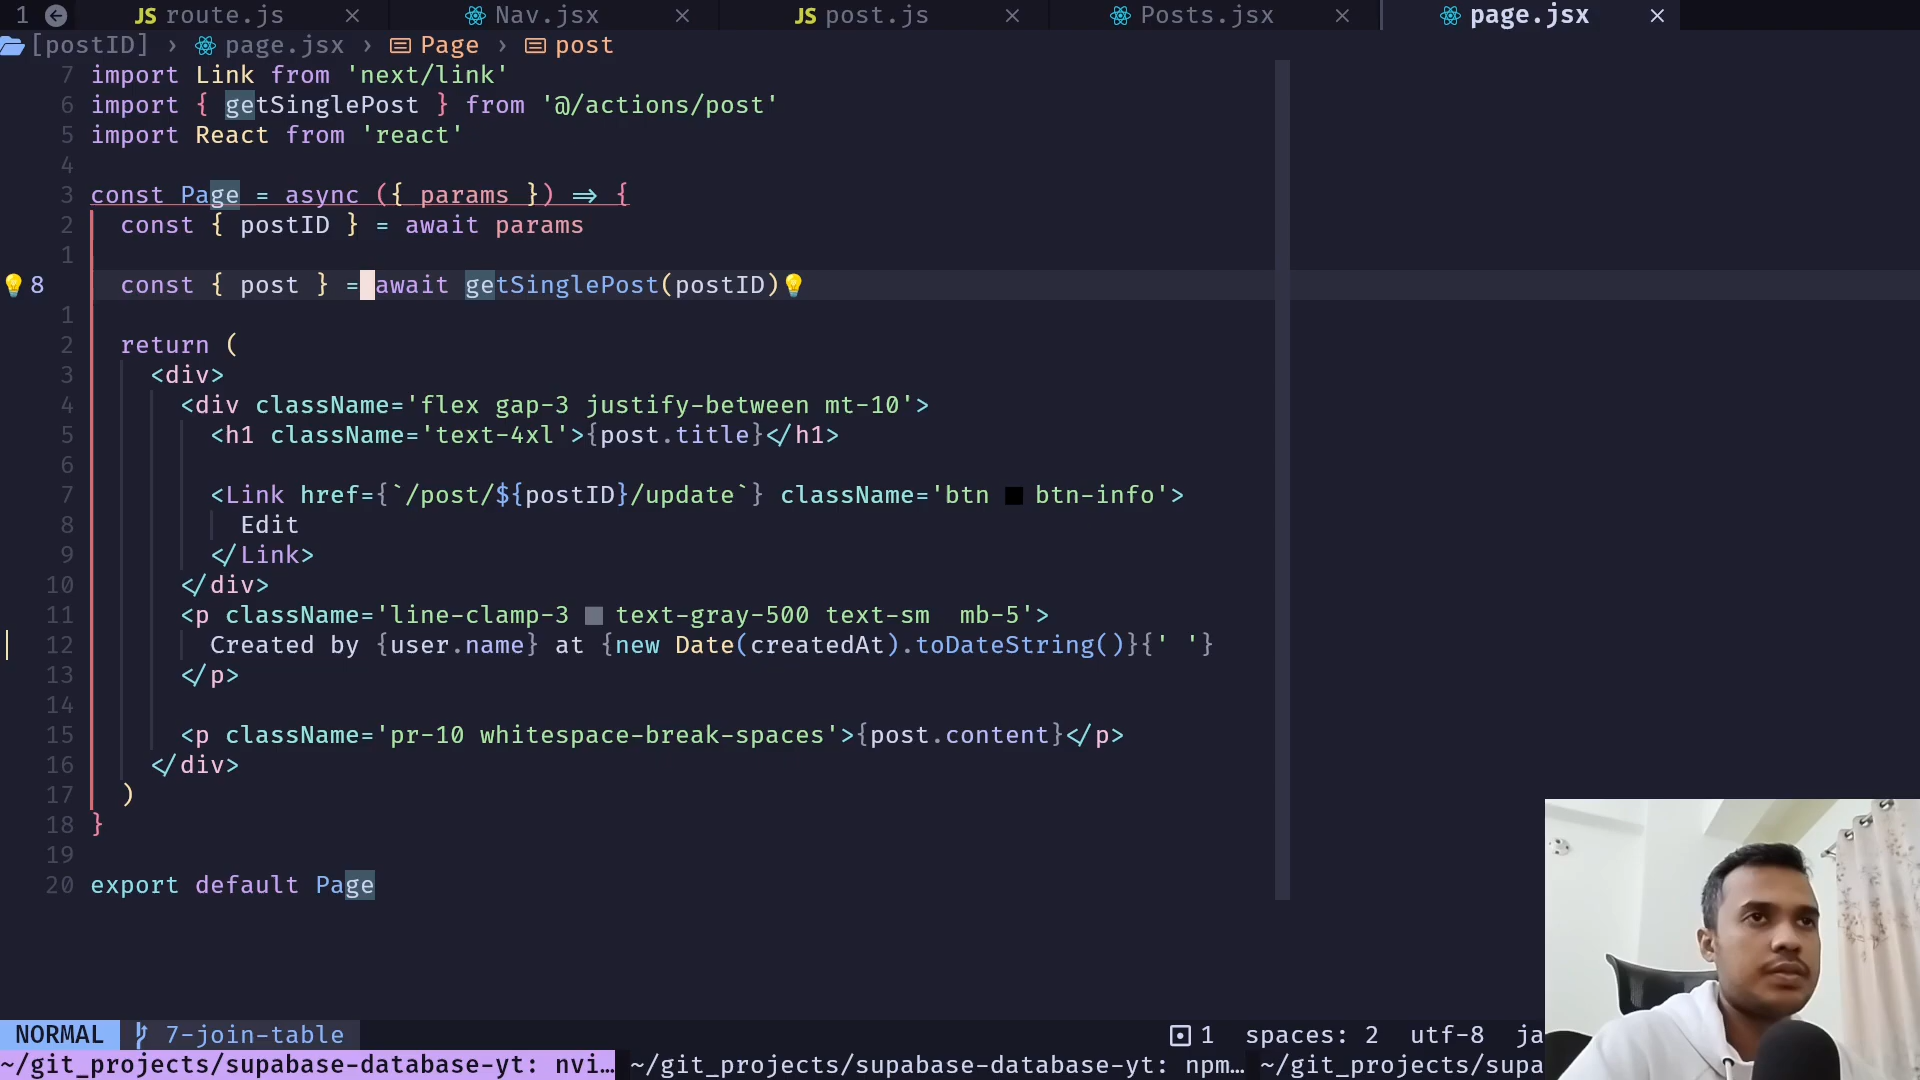 1 JS route.js Nav.jsx JS post.js Posts.jsx page.jsx
[postID] › page.jsx › Page › post
7 import Link from 'next/link'
6 import { getSinglePost } from '@/actions/post'
5 import React from 'react'
4
3 const Page = async ({ params }) => {
2 const { postID } = await params
1
8 const { post } = await getSinglePost(postID)
1
2 return (
3 <div>
4 <div className='flex gap-3 justify-between mt-10'>
5 <h1 className='text-4xl'>{post.title}</h1>
6
7 <Link href={`/post/${postID}/update`} className='btn btn-info'>
8 Edit
9 </Link>
10 </div>
11 <p className='line-clamp-3 text-gray-500 text-sm  mb-5'>
12 Created by {user.name} at {new Date(createdAt).toDateString()}{' '}
13 </p>
14
15 <p className='pr-10 whitespace-break-spaces'>{post.content}</p>
16 </div>
17 )
18 }
19
20 export default Page
NORMAL 7-join-table 1 spaces: 2 utf-8 ja
~/git_projects/supabase-database-yt: nvi… ~/git_projects/supabase-database-yt: npm… ~/git_projects/supa